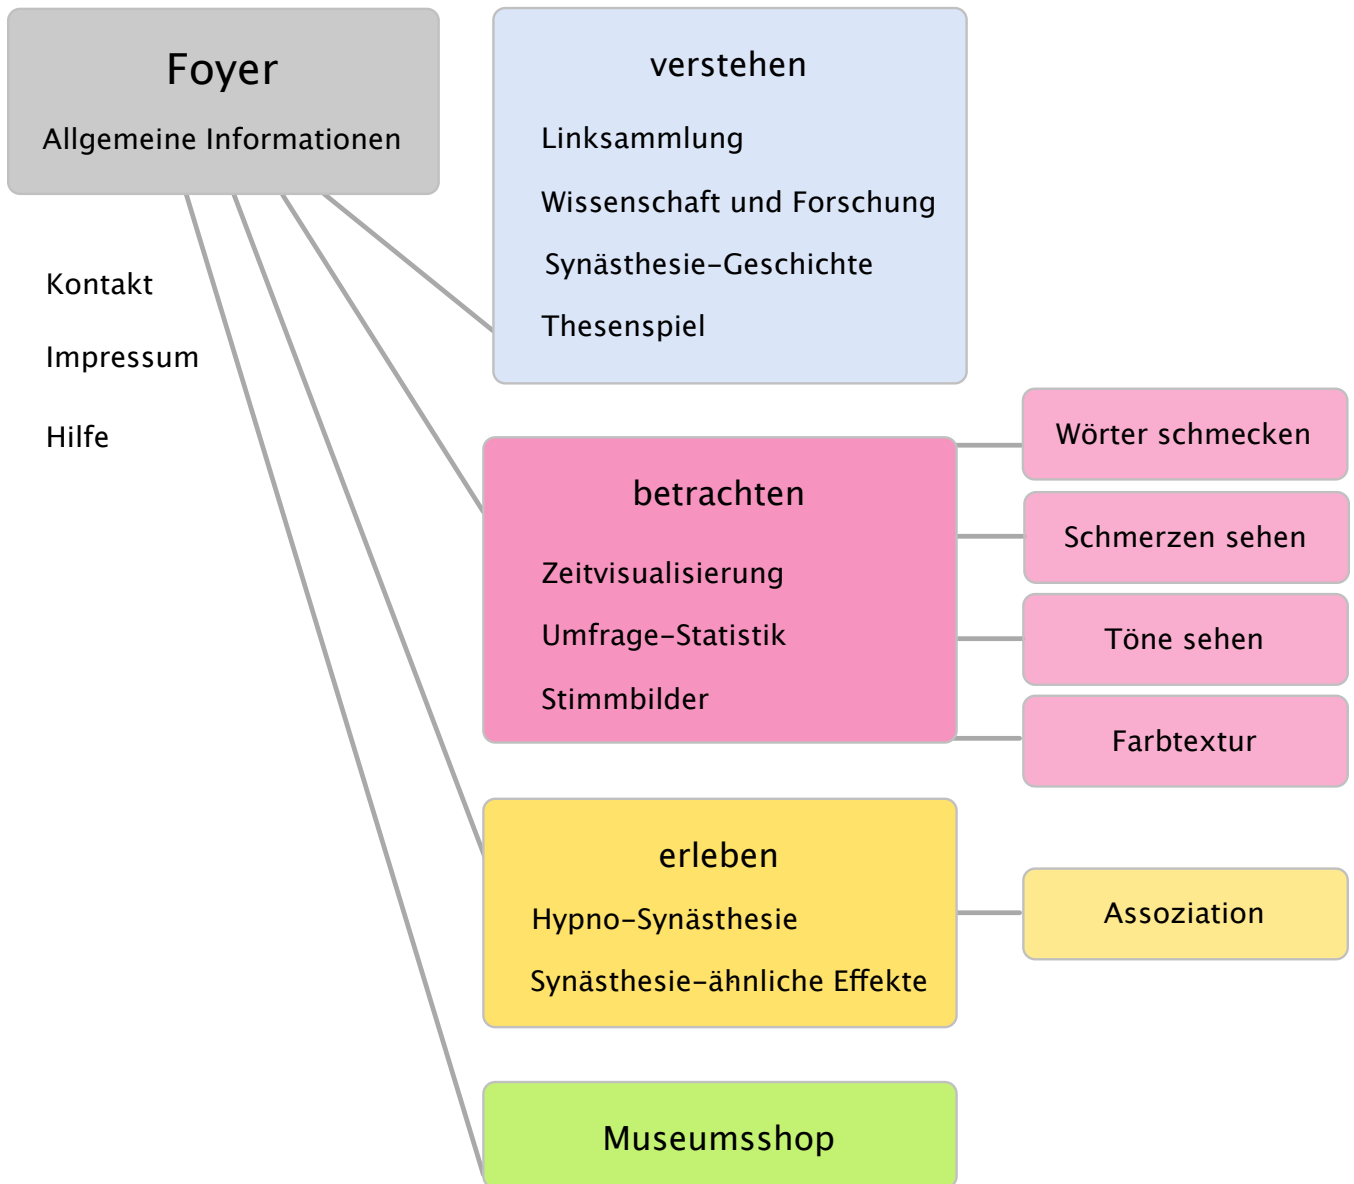 Foyer
Allgemeine Informationen
Kontakt
Impressum
Hilfe
verstehen
Linksammlung
Wissenschaft und Forschung
Synästhesie-Geschichte
Thesenspiel
betrachten
Zeitvisualisierung
Umfrage-Statistik
Stimmbilder
Wörter schmecken
Schmerzen sehen
Töne sehen
Farbtextur
erleben
Hypno-Synästhesie
Synästhesie-ähnliche Effekte
Assoziation
Museumsshop